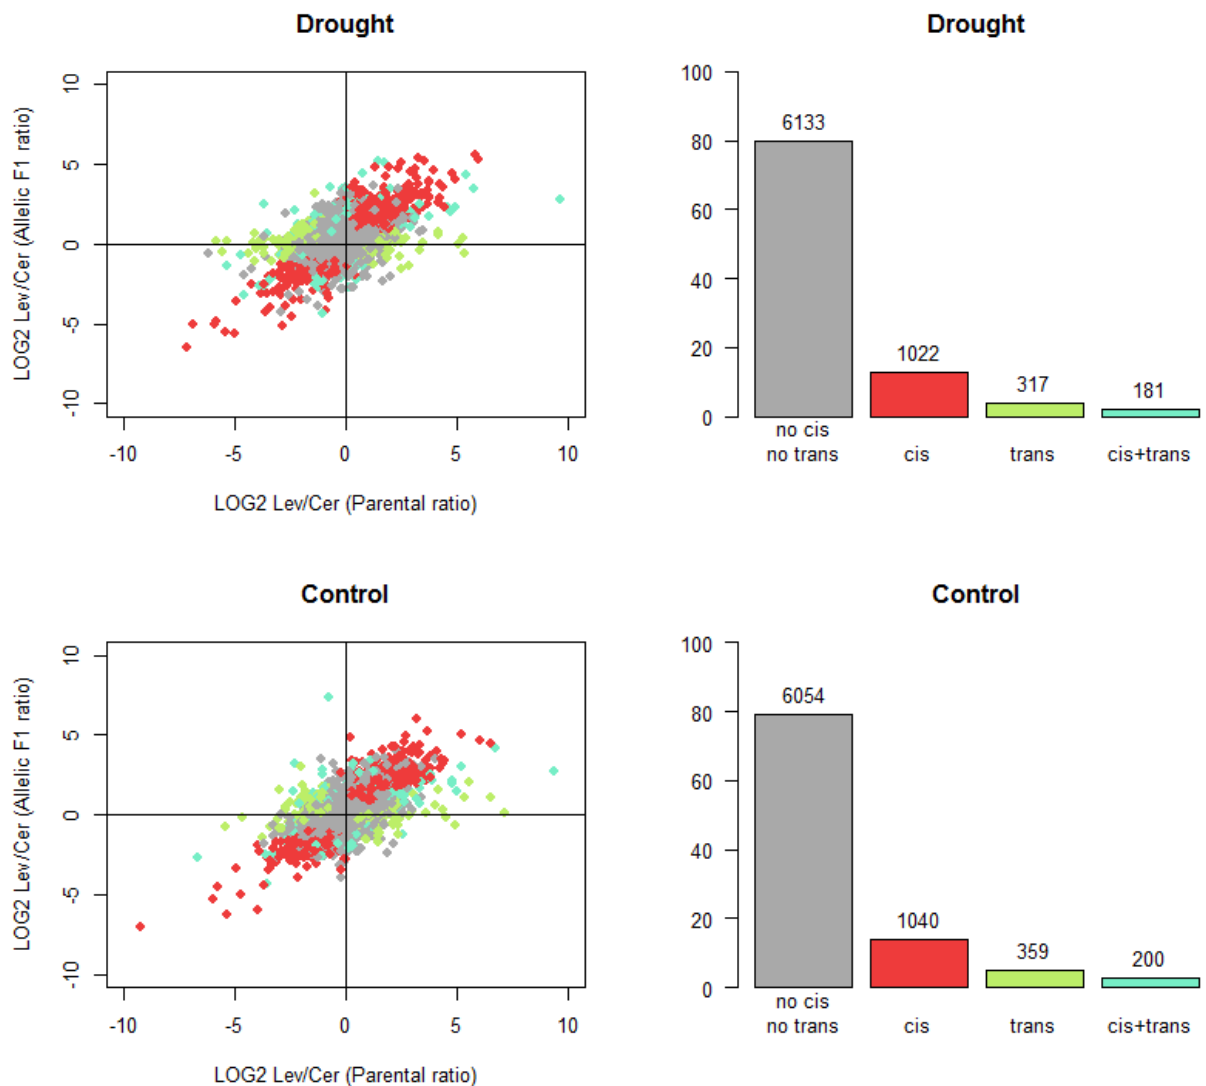 Drought
LOG2 Lev/Cer (Allelic F1 ratio)
10
5
0
-5
-10
-10 -5 0 5 10
LOG2 Lev/Cer (Parental ratio)
Drought
100
80
60
40
20
0
6133
1022
317
181
no cis
no trans cis trans cis+trans
Control
LOG2 Lev/Cer (Allelic F1 ratio)
10
5
0
-5
-10
-10 -5 0 5 10
LOG2 Lev/Cer (Parental ratio)
Control
100
80
60
40
20
0
6054
1040
359
200
no cis
no trans cis trans cis+trans